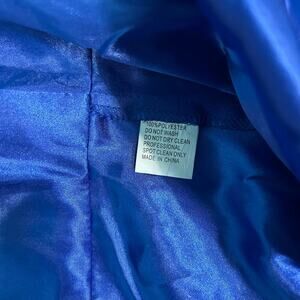 100%POLYESTER
DO NOT WASH
DO NOT DRY CLEAN
PROFESSIONAL
SPOT CLEAN ONLY
MADE IN CHINA